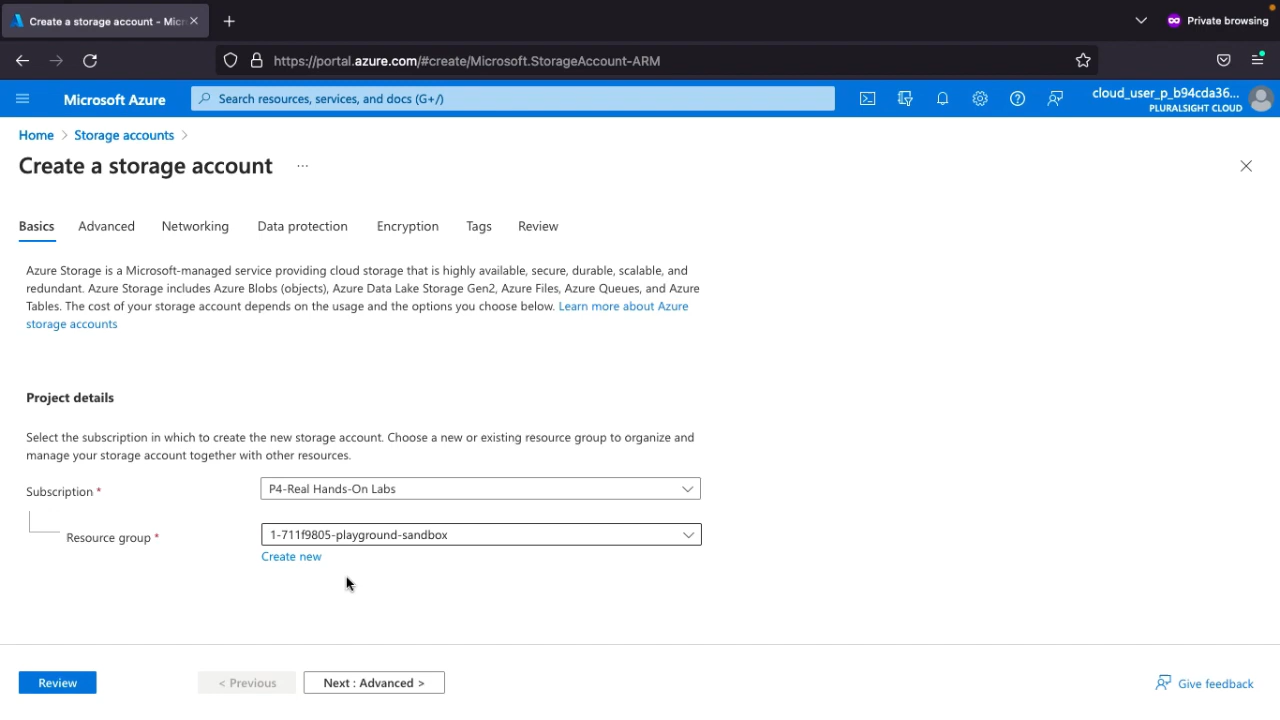 Create a storage account - Micr
Private browsing
https://portal.azure.com/#create/Microsoft.StorageAccount-ARM
Microsoft Azure
Search resources, services, and docs (G+/)
cloud_user_p_b94cda36...
PLURALSIGHT CLOUD
Home > Storage accounts >
Create a storage account ...
Basics Advanced Networking Data protection Encryption Tags Review
Azure Storage is a Microsoft-managed service providing cloud storage that is highly available, secure, durable, scalable, and
redundant. Azure Storage includes Azure Blobs (objects), Azure Data Lake Storage Gen2, Azure Files, Azure Queues, and Azure
Tables. The cost of your storage account depends on the usage and the options you choose below. Learn more about Azure
storage accounts
Project details
Select the subscription in which to create the new storage account. Choose a new or existing resource group to organize and
manage your storage account together with other resources.
Subscription * P4-Real Hands-On Labs
Resource group * 1-711f9805-playground-sandbox
Create new
Review < Previous Next : Advanced > Give feedback